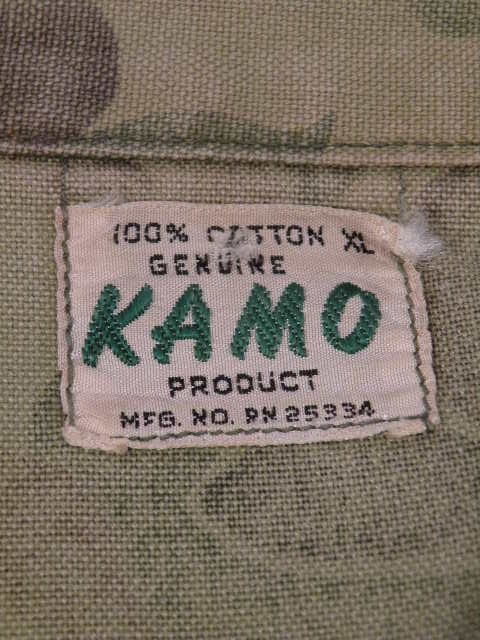 100% COTTON XL
GENUINE
KAMO
PRODUCT
MFG. NO. RN 25334